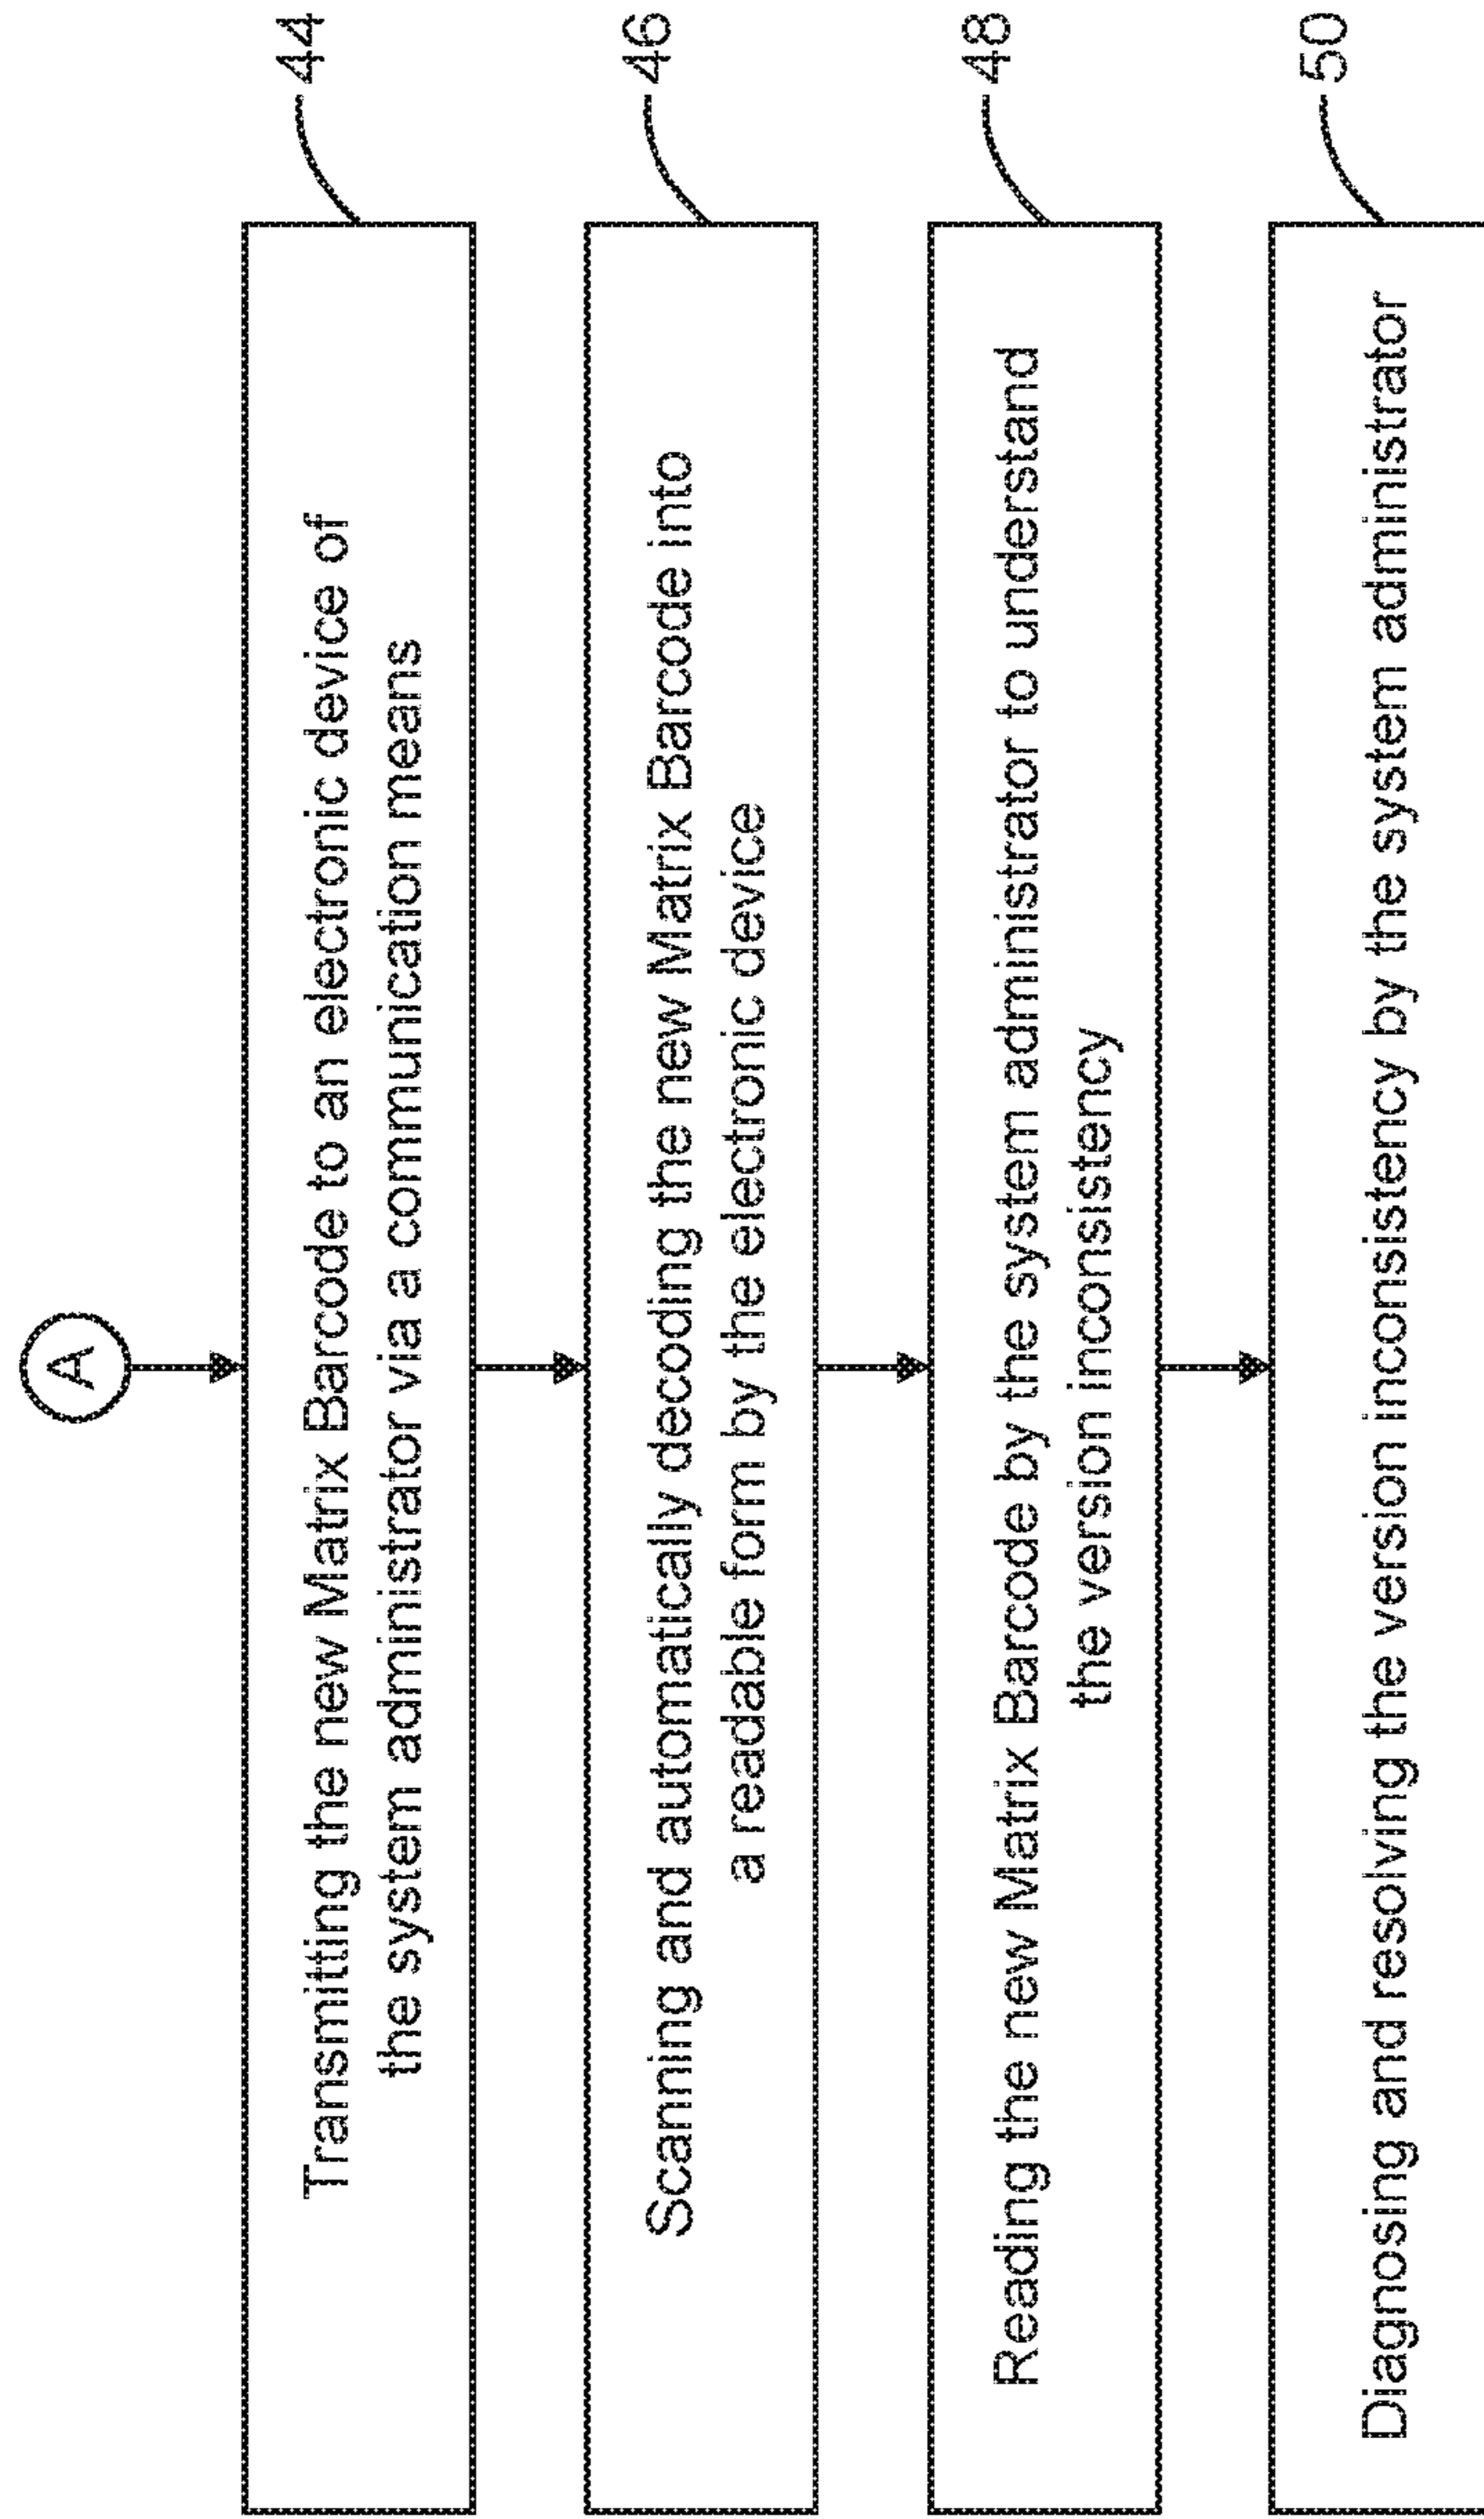 A
Transmitting the new Matrix Barcode to an electronic device of
the system administrator via a communication means
44
Scanning and automatically decoding the new Matrix Barcode into
a readable form by the electronic device
46
Reading the new Matrix Barcode by the system administrator to understand
the version inconsistency
48
Diagnosing and resolving the version inconsistency by the system administrator
50